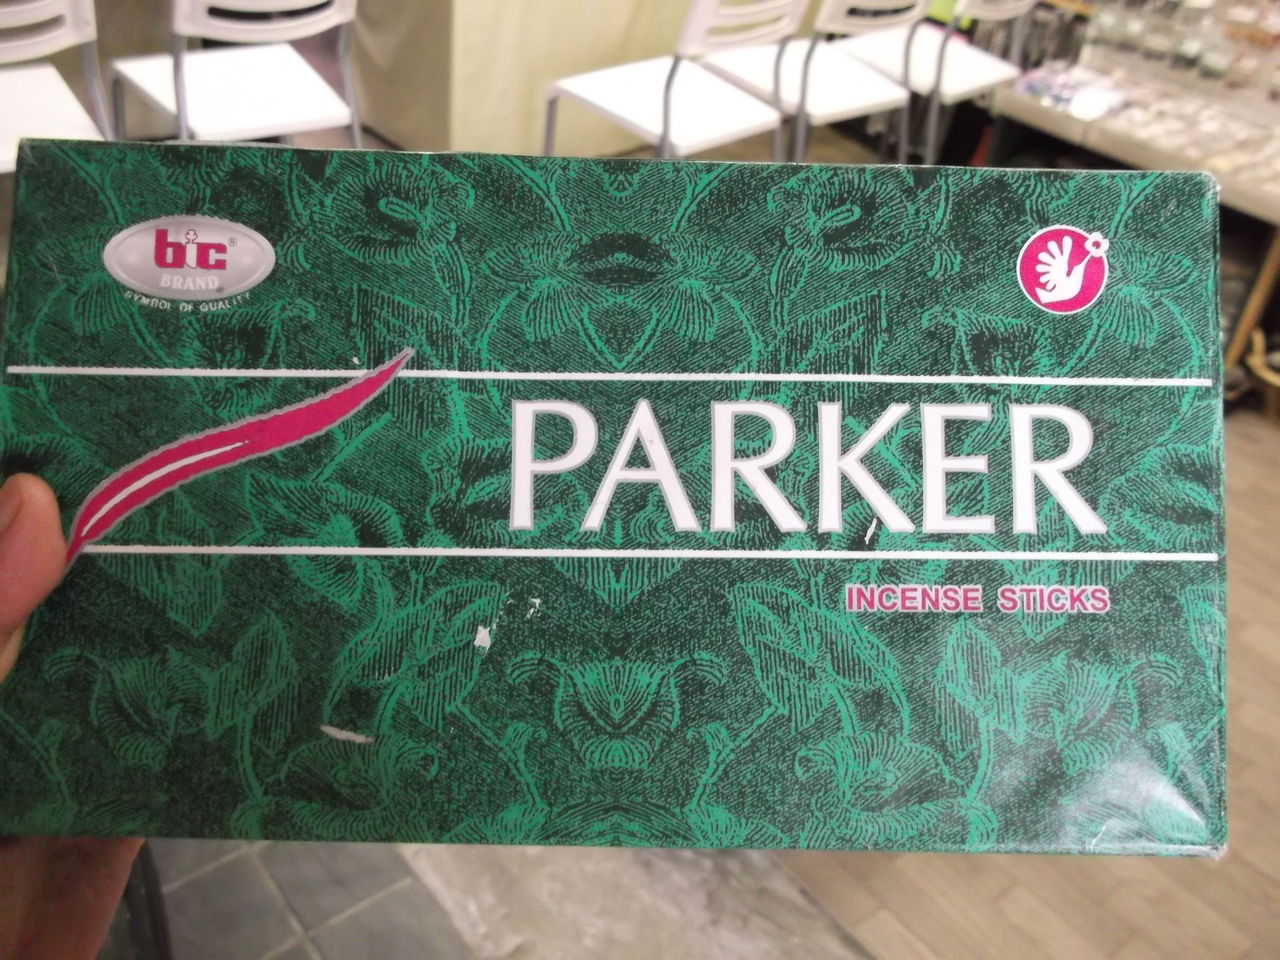 bic®
BRAND
SYMBOL OF QUALITY
PARKER
INCENSE STICKS